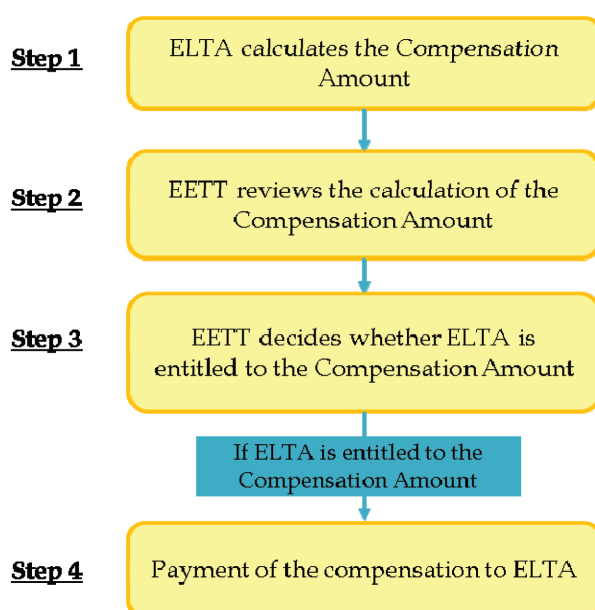 Step 1
ELTA calculates the Compensation
Amount
Step 2
EETT reviews the calculation of the
Compensation Amount
Step 3
EETT decides whether ELTA is
entitled to the Compensation Amount
If ELTA is entitled to the
Compensation Amount
Step 4
Payment of the compensation to ELTA